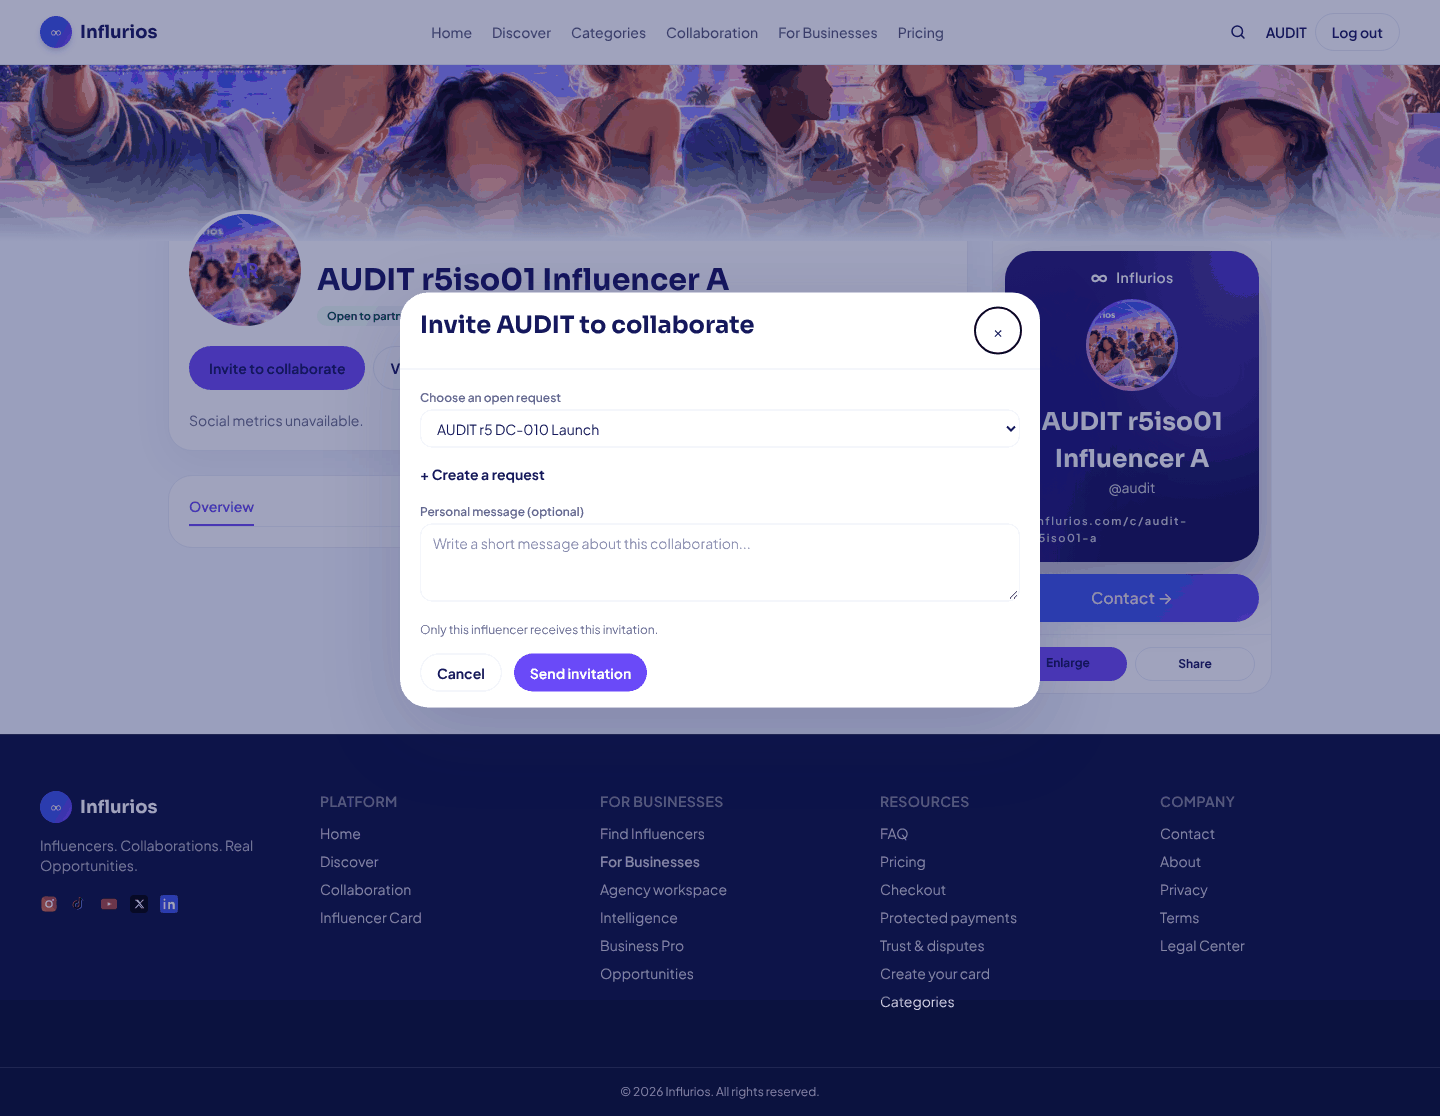 ∞ Influrios
Home Discover Categories Collaboration For Businesses Pricing
AUDIT Log out
AUDIT r5iso01 Influencer A
Open to
Invite to collaborate
Social metrics unavailable.
Overview
Invite AUDIT to collaborate
×
Choose an open request
AUDIT r5 DC-010 Launch
+ Create a request
Personal message (optional)
Write a short message about this collaboration...
Only this influencer receives this invitation.
Cancel Send invitation
∞ Influrios
AUDIT r5iso01
Influencer A
@audit
nflurios.com/c/audit-
5iso01-a
Contact →
Enlarge Share
∞ Influrios
Influencers. Collaborations. Real
Opportunities.
PLATFORM
Home
Discover
Collaboration
Influencer Card
FOR BUSINESSES
Find Influencers
For Businesses
Agency workspace
Intelligence
Business Pro
Opportunities
RESOURCES
FAQ
Pricing
Checkout
Protected payments
Trust & disputes
Create your card
Categories
COMPANY
Contact
About
Privacy
Terms
Legal Center
© 2026 Influrios. All rights reserved.